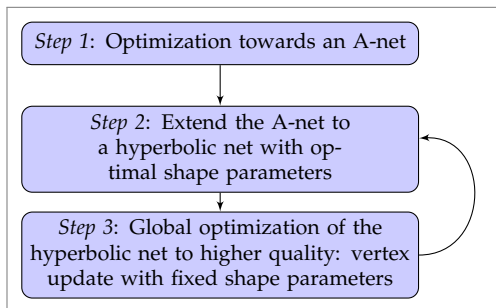 Step 1: Optimization towards an A-net
Step 2: Extend the A-net to
a hyperbolic net with op-
timal shape parameters
Step 3: Global optimization of the
hyperbolic net to higher quality: vertex
update with fixed shape parameters